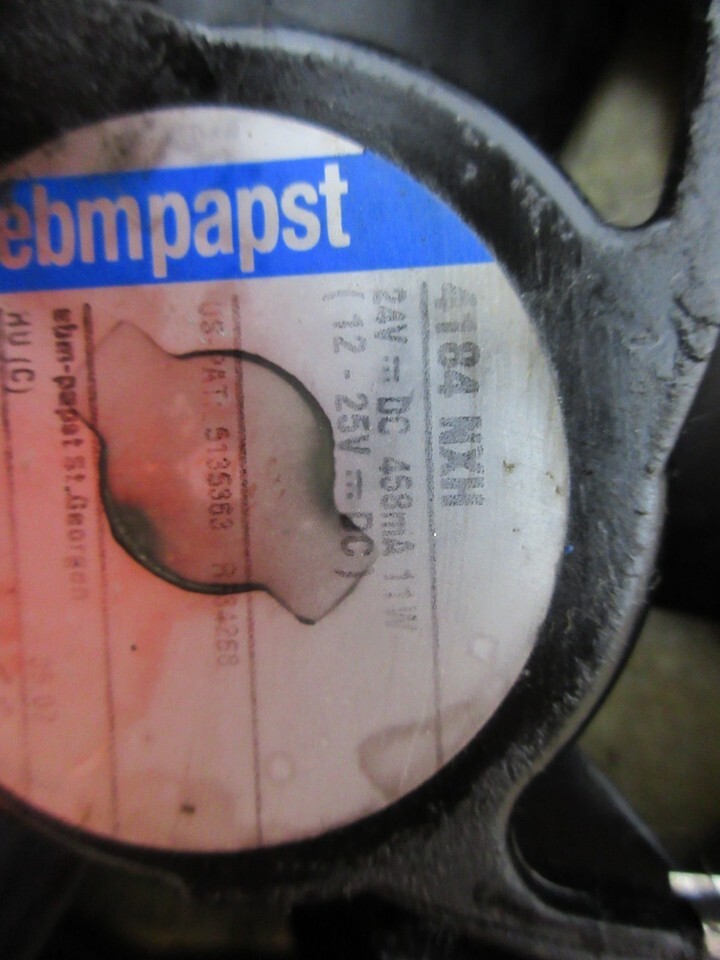 ebmpapst
4184 NXH
24V ⎓ DC 458mA 11W
( 12 - 25V ⎓ DC)
US.PAT. 5135363
ebm-papst St.Georgen